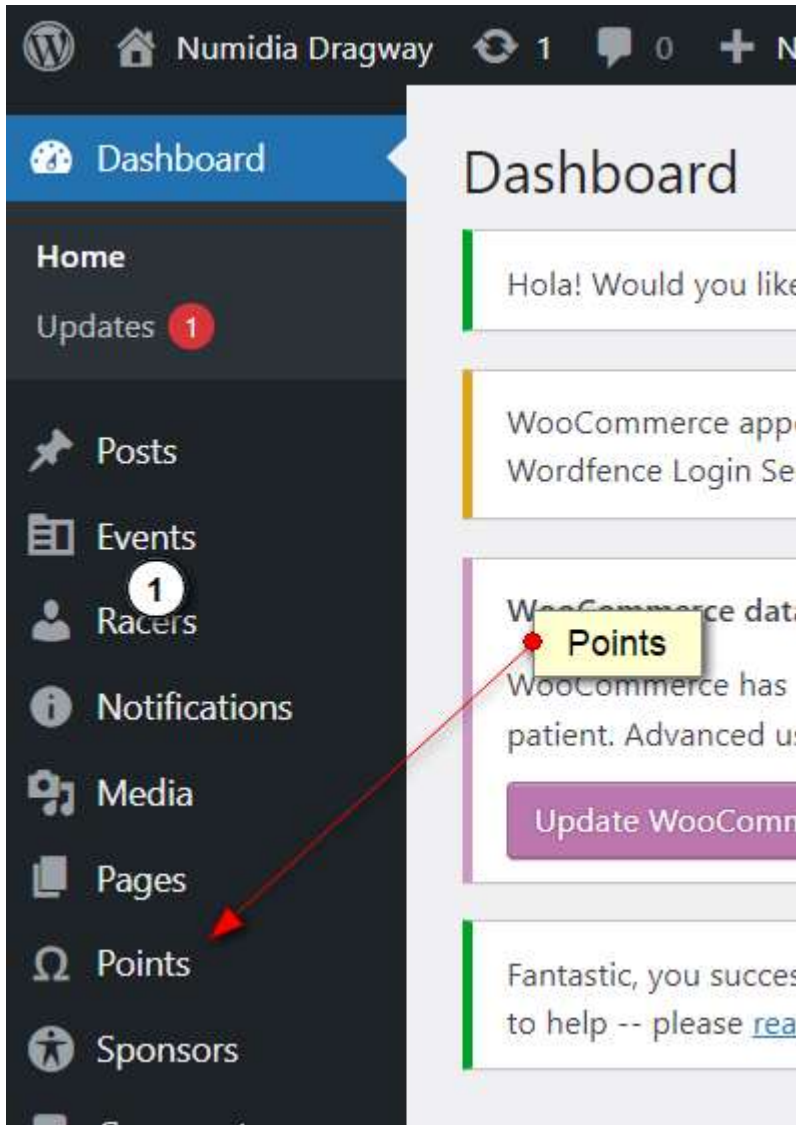 Numidia Dragway 1 0 + N
Dashboard
Home
Updates 1
Posts
Events
1
Racers
Notifications
Media
Pages
Ω Points
Sponsors
Dashboard
Hola! Would you like
WooCommerce appe
Wordfence Login Se
WooCommerce data
Points
WooCommerce has
patient. Advanced us
Update WooComm
Fantastic, you succes
to help -- please rea